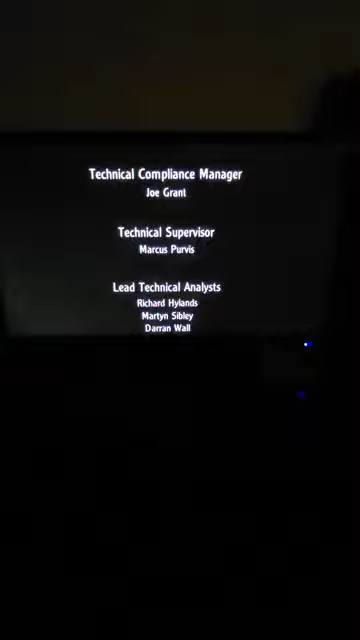 Technical Compliance Manager
Joe Grant
Technical Supervisor
Marcus Purvis
Lead Technical Analysts
Richard Hylands
Martyn Sibley
Darran Wall